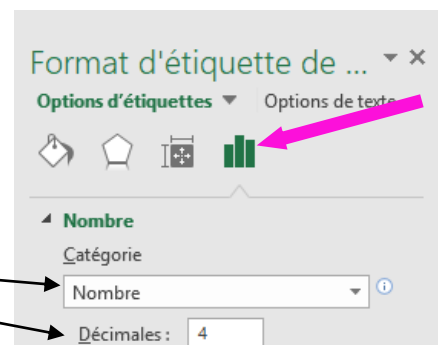 Format d'étiquette de ...
Options d'étiquettes Options de texte
Nombre
Catégorie
Nombre
Décimales : 4